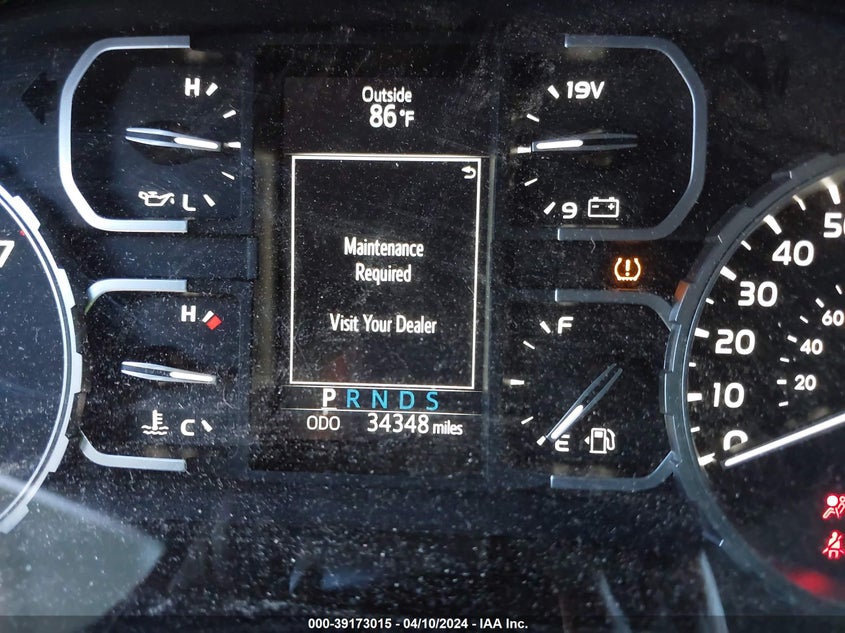 H
19V
Outside
86°F
L
9
Maintenance
Required
Visit Your Dealer
H
F
C
E
P R N D S
ODO 34348 miles
7
50
40
30
20
10
0
60
40
20
000-39173015 - 04/10/2024 - IAA Inc.